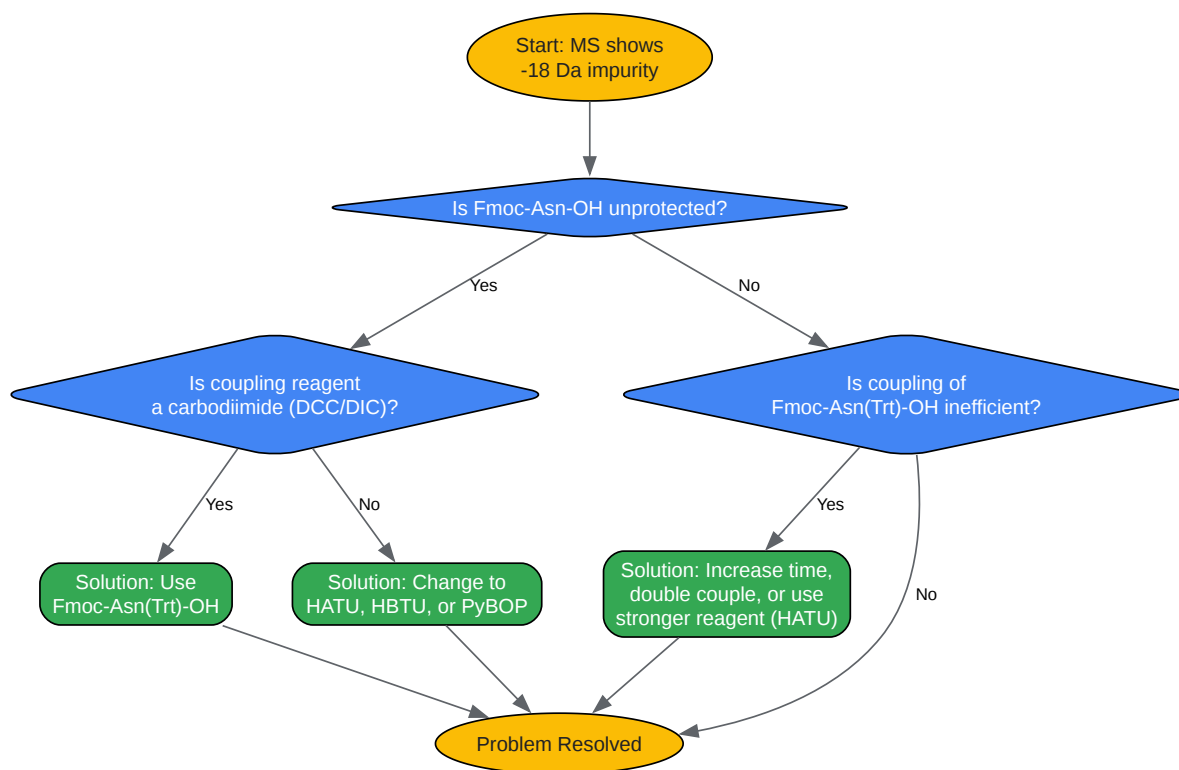 Start: MS shows
-18 Da impurity
Is Fmoc-Asn-OH unprotected?
Yes
No
Is coupling reagent
a carbodiimide (DCC/DIC)?
Is coupling of
Fmoc-Asn(Trt)-OH inefficient?
Yes
No
Yes
No
Solution: Use
Fmoc-Asn(Trt)-OH
Solution: Change to
HATU, HBTU, or PyBOP
Solution: Increase time,
double couple, or use
stronger reagent (HATU)
Problem Resolved